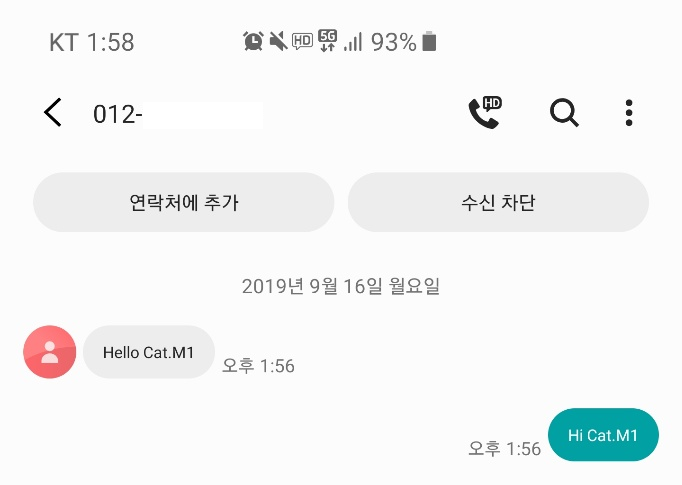 KT 1:58 HD 5G 93%
012- HD
연락처에 추가 수신 차단
2019년 9월 16일 월요일
Hello Cat.M1 오후 1:56
오후 1:56 Hi Cat.M1